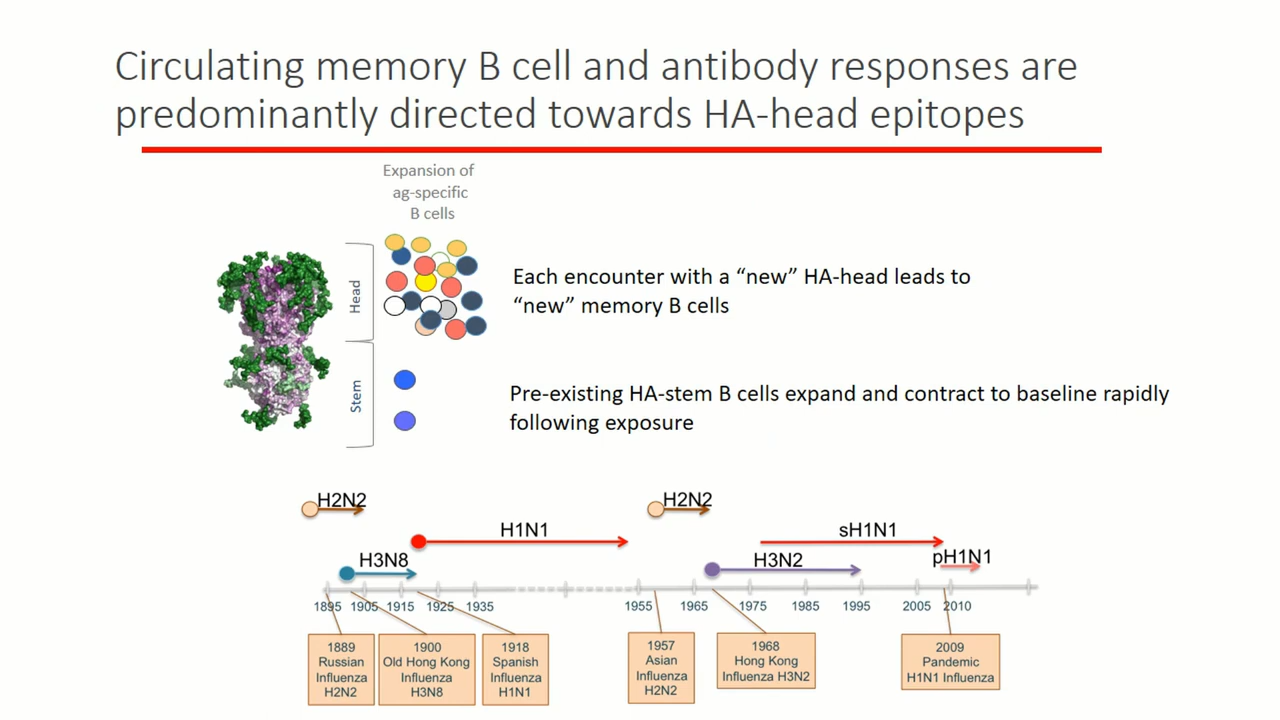 Circulating memory B cell and antibody responses are
predominantly directed towards HA-head epitopes
Expansion of
ag-specific
B cells
Head
Each encounter with a “new” HA-head leads to
“new” memory B cells
Stem
Pre-existing HA-stem B cells expand and contract to baseline rapidly
following exposure
H2N2
H2N2
H1N1
sH1N1
H3N8
H3N2
pH1N1
1895 1905 1915 1925 1935 1955 1965 1975 1985 1995 2005 2010
1889
Russian
Influenza
H2N2
1900
Old Hong Kong
Influenza
H3N8
1918
Spanish
Influenza
H1N1
1957
Asian
Influenza
H2N2
1968
Hong Kong
Influenza H3N2
2009
Pandemic
H1N1 Influenza